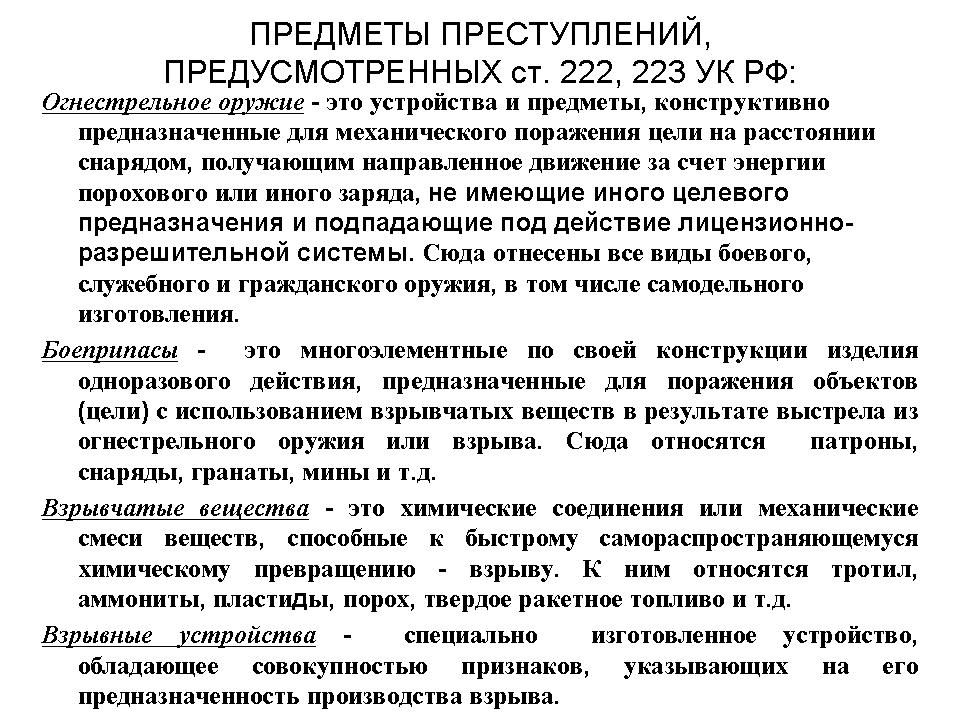 ПРЕДМЕТЫ ПРЕСТУПЛЕНИЙ,
ПРЕДУСМОТРЕННЫХ ст. 222, 223 УК РФ:
Огнестрельное оружие - это устройства и предметы, конструктивно
предназначенные для механического поражения цели на расстоянии
снарядом, получающим направленное движение за счет энергии
порохового или иного заряда, не имеющие иного целевого
предназначения и подпадающие под действие лицензионно-
разрешительной системы. Сюда отнесены все виды боевого,
служебного и гражданского оружия, в том числе самодельного
изготовления.
Боеприпасы - это многоэлементные по своей конструкции изделия
одноразового действия, предназначенные для поражения объектов
(цели) с использованием взрывчатых веществ в результате выстрела из
огнестрельного оружия или взрыва. Сюда относятся патроны,
снаряды, гранаты, мины и т.д.
Взрывчатые вещества - это химические соединения или механические
смеси веществ, способные к быстрому самораспространяющемуся
химическому превращению - взрыву. К ним относятся тротил,
аммониты, пластиды, порох, твердое ракетное топливо и т.д.
Взрывные устройства - специально изготовленное устройство,
обладающее совокупностью признаков, указывающих на его
предназначенность производства взрыва.